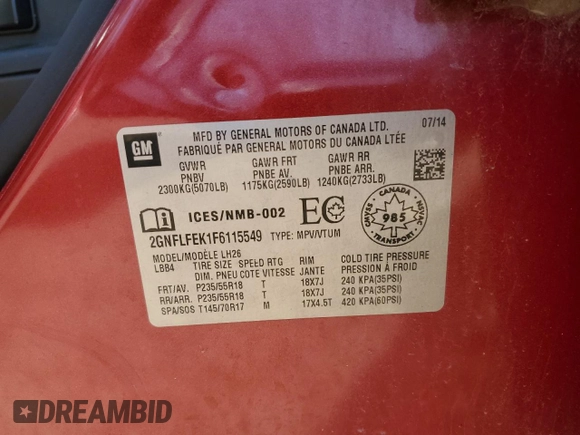 GM
07/14
MFD BY GENERAL MOTORS OF CANADA LTD.
FABRIQUÉ PAR GENERAL MOTORS DU CANADA LTÉE
GVWR GAWR FRT GAWR RR
PNBV PNBE AV. PNBE ARR.
2300KG(5070LB) 1175KG(2590LB) 1240KG(2733LB)
ICES/NMB-002 EC
CANADA
985
TRANSPORT
2GNFLFEK1F6115549 TYPE: MPV/VTUM
MODEL/MODÈLE LH26
LBB4 TIRE SIZE SPEED RTG RIM COLD TIRE PRESSURE
DIM. PNEU COTE VITESSE JANTE PRESSION À FROID
FRT/AV. P235/55R18 T 18X7J 240 KPA(35PSI)
RR/ARR. P235/55R18 T 18X7J 240 KPA(35PSI)
SPA/SOS T145/70R17 M 17X4.5T 420 KPA(60PSI)
DREAMBID